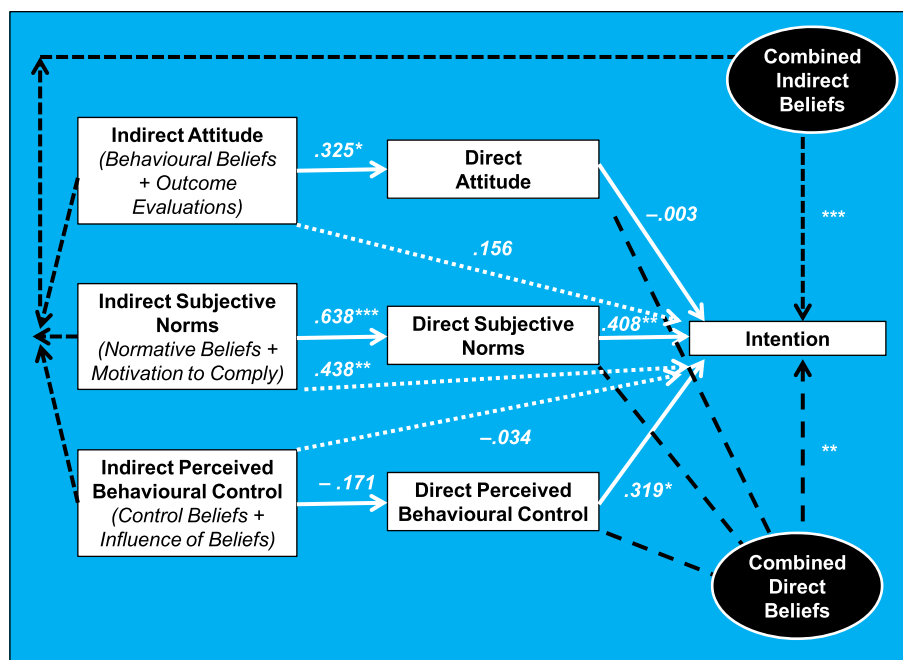 Combined
Indirect
Beliefs
Indirect Attitude
(Behavioural Beliefs
+ Outcome
Evaluations)
.325*
Direct
Attitude
–.003
***
.156
Indirect Subjective
Norms
(Normative Beliefs +
Motivation to Comply)
.638***
Direct Subjective
Norms
.408**
Intention
.438**
–.034
Indirect Perceived
Behavioural Control
(Control Beliefs +
Influence of Beliefs)
– .171
Direct Perceived
Behavioural Control
.319*
**
Combined
Direct
Beliefs